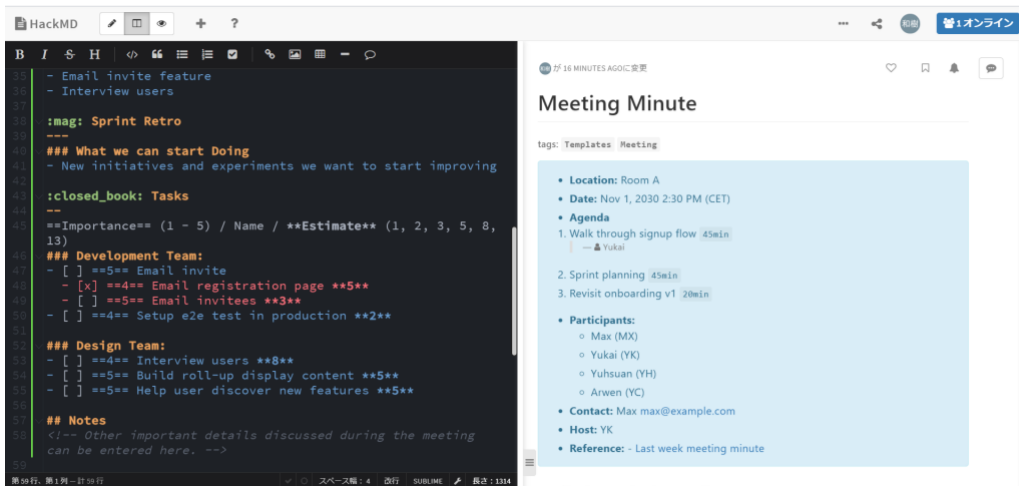 HackMD
1 オンライン
35 - Email invite feature
36 - Interview users
37
38 :mag: Sprint Retro
39 ---
40 ### What we can start Doing
41 - New initiatives and experiments we want to start improving
42
43 :closed_book: Tasks
44 --
45 ==Importance== (1 - 5) / Name / **Estimate** (1, 2, 3, 5, 8,
13)
46 ### Development Team:
47 - [ ] ==5== Email invite
48 - [x] ==4== Email registration page **5**
49 - [ ] ==5== Email invitees **3**
50 - [ ] ==4== Setup e2e test in production **2**
51
52 ### Design Team:
53 - [ ] ==4== Interview users **8**
54 - [ ] ==5== Build roll-up display content **5**
55 - [ ] ==5== Help user discover new features **5**
56
57 ## Notes
58 <!-- Other important details discussed during the meeting
can be entered here. -->
59
第 59 行、第 1 列 — 計 59 行
スペース幅：4 改行 SUBLIME 長さ：1314
が 16 MINUTES AGOに変更
Meeting Minute
tags: Templates Meeting
• Location: Room A
• Date: Nov 1, 2030 2:30 PM (CET)
• Agenda
1. Walk through signup flow 45min
— Yukai
2. Sprint planning 45min
3. Revisit onboarding v1 20min
• Participants:
◦ Max (MX)
◦ Yukai (YK)
◦ Yuhsuan (YH)
◦ Arwen (YC)
• Contact: Max max@example.com
• Host: YK
• Reference: - Last week meeting minute